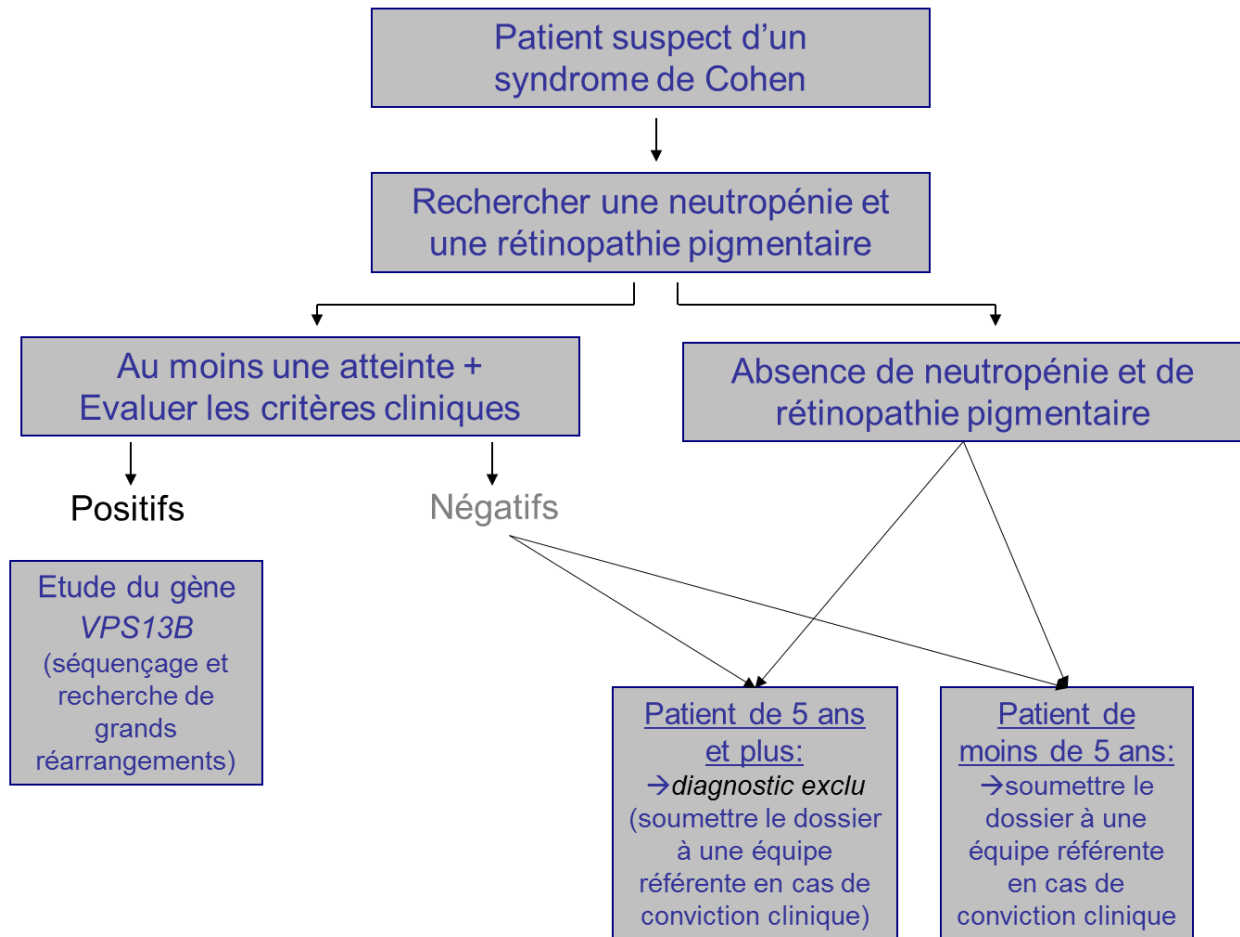 Patient suspect d’un
syndrome de Cohen
Rechercher une neutropénie et
une rétinopathie pigmentaire
Au moins une atteinte +
Evaluer les critères cliniques
Absence de neutropénie et de
rétinopathie pigmentaire
Positifs
Négatifs
Etude du gène
VPS13B
(séquençage et
recherche de
grands
réarrangements)
Patient de 5 ans
et plus:
→diagnostic exclu
(soumettre le dossier
à une équipe
référente en cas de
conviction clinique)
Patient de
moins de 5 ans:
→soumettre le
dossier à une
équipe référente
en cas de
conviction clinique